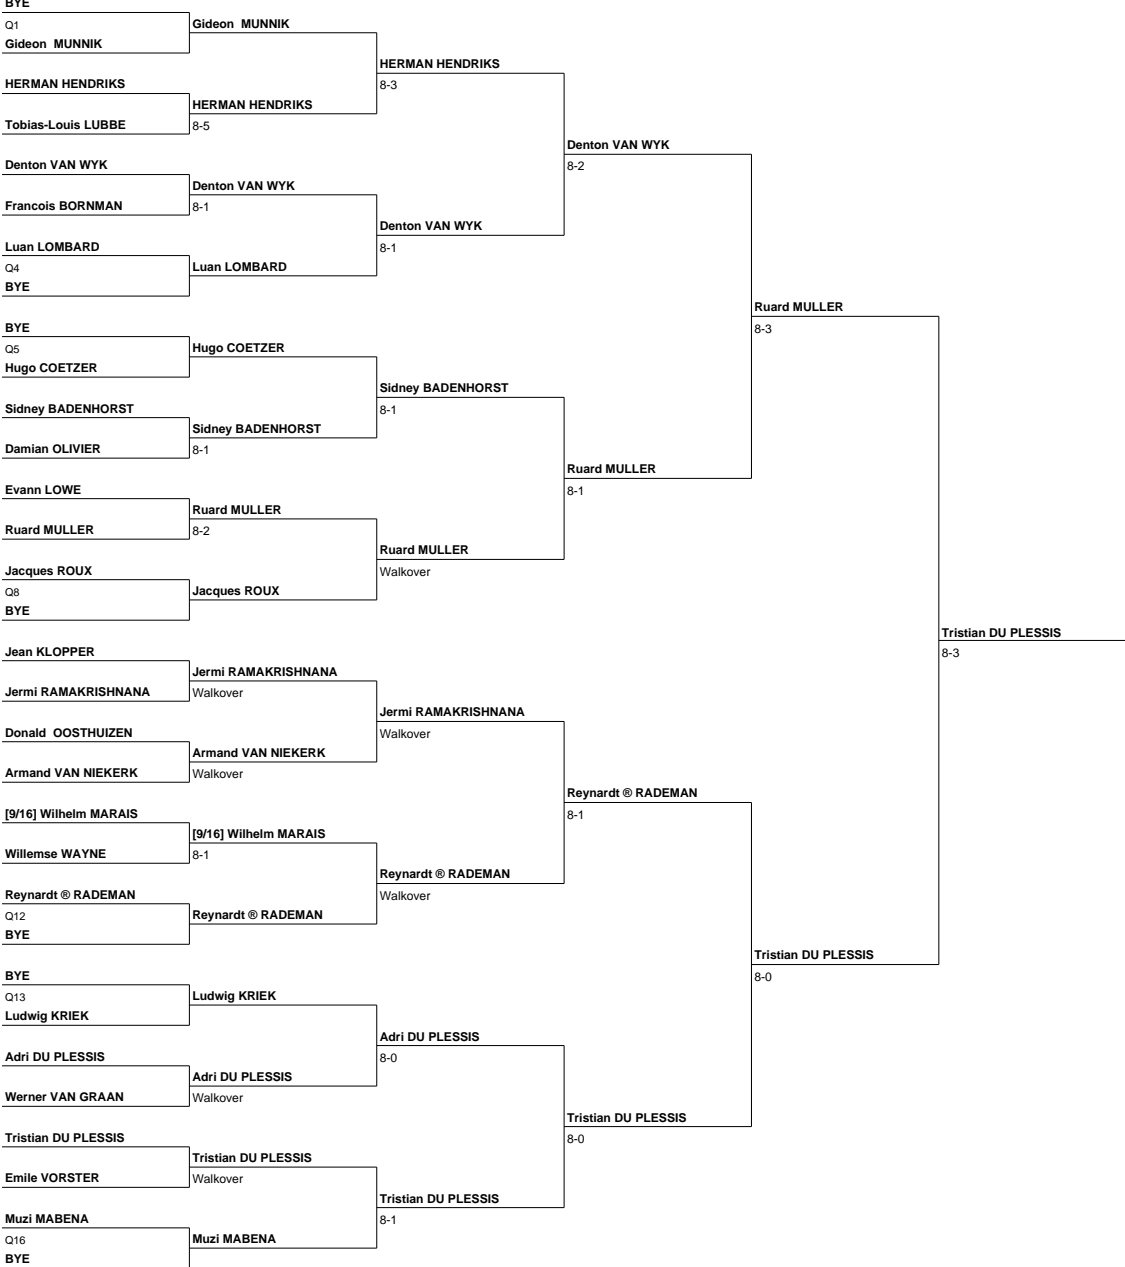 BYE
Q1
Gideon  MUNNIK
HERMAN HENDRIKS
Tobias-Louis LUBBE
Denton VAN WYK
Francois BORNMAN
Luan LOMBARD
Q4
BYE
BYE
Q5
Hugo COETZER
Sidney BADENHORST
Damian OLIVIER
Evann LOWE
Ruard MULLER
Jacques ROUX
Q8
BYE
Jean KLOPPER
Jermi RAMAKRISHNANA
Donald  OOSTHUIZEN
Armand VAN NIEKERK
[9/16] Wilhelm MARAIS
Willemse WAYNE
Reynardt ® RADEMAN
Q12
BYE
BYE
Q13
Ludwig KRIEK
Adri DU PLESSIS
Werner VAN GRAAN
Tristian DU PLESSIS
Emile VORSTER
Muzi MABENA
Q16
BYE
Gideon  MUNNIK
HERMAN HENDRIKS
8-5
Denton VAN WYK
8-1
Luan LOMBARD
Hugo COETZER
Sidney BADENHORST
8-1
Ruard MULLER
8-2
Jacques ROUX
Jermi RAMAKRISHNANA
Walkover
Armand VAN NIEKERK
Walkover
[9/16] Wilhelm MARAIS
8-1
Reynardt ® RADEMAN
Ludwig KRIEK
Adri DU PLESSIS
Walkover
Tristian DU PLESSIS
Walkover
Muzi MABENA
HERMAN HENDRIKS
8-3
Denton VAN WYK
8-1
Sidney BADENHORST
8-1
Ruard MULLER
Walkover
Jermi RAMAKRISHNANA
Walkover
Reynardt ® RADEMAN
Walkover
Adri DU PLESSIS
8-0
Tristian DU PLESSIS
8-1
Denton VAN WYK
8-2
Ruard MULLER
8-1
Reynardt ® RADEMAN
8-1
Tristian DU PLESSIS
8-0
Ruard MULLER
8-3
Tristian DU PLESSIS
8-0
Tristian DU PLESSIS
8-3